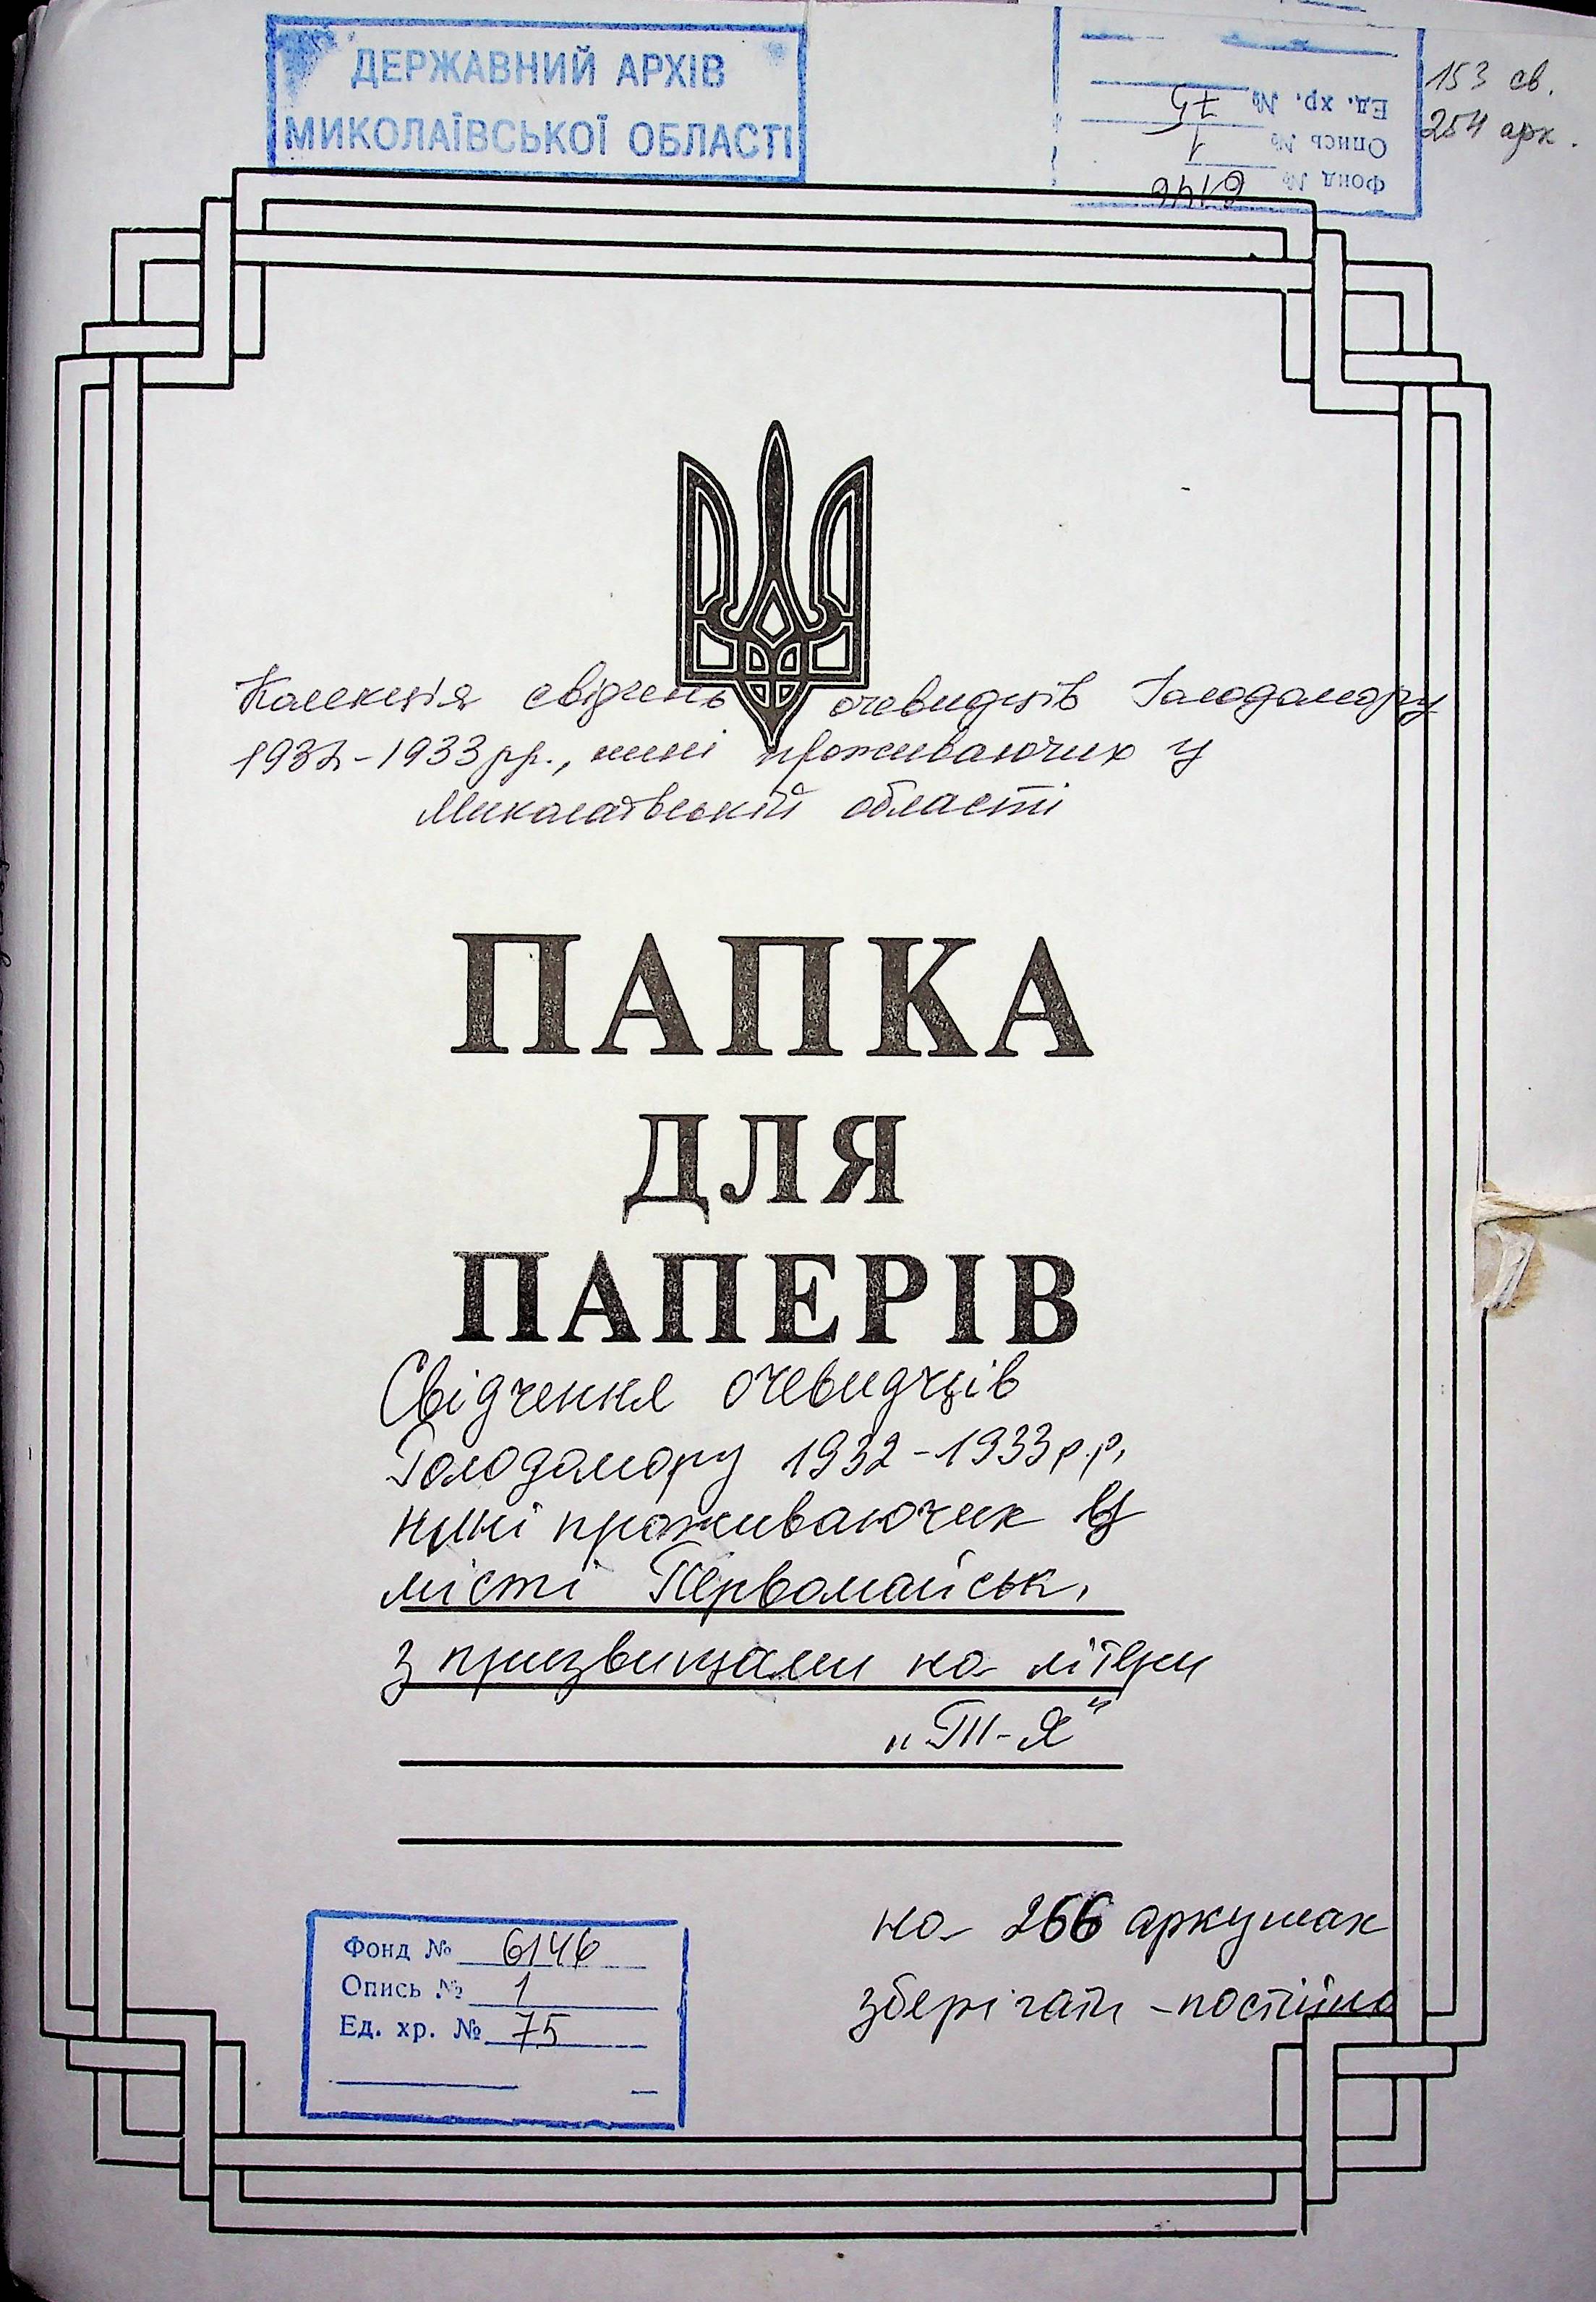 ДЕРЖАВНИЙ АРХІВ
МИКОЛАЇВСЬКОЇ ОБЛАСТІ
Фонд № 6146
Опись № 1
Ед. хр. № 75
153 св.
254 арк.
Колекція свідчень очевидців Голодомору
1932-1933 рр., нині проживаючих у
Миколаївській області
ПАПКА
ДЛЯ
ПАПЕРІВ
Свідчення очевидців
Голодомору 1932-1933 р.р.
нині проживаючих в
місті Первомайськ,
з призвищами на літери
„Т-Я"
на 266 аркушах
зберігати - постійно
Фонд № 6146
Опись № 1
Ед. хр. № 75